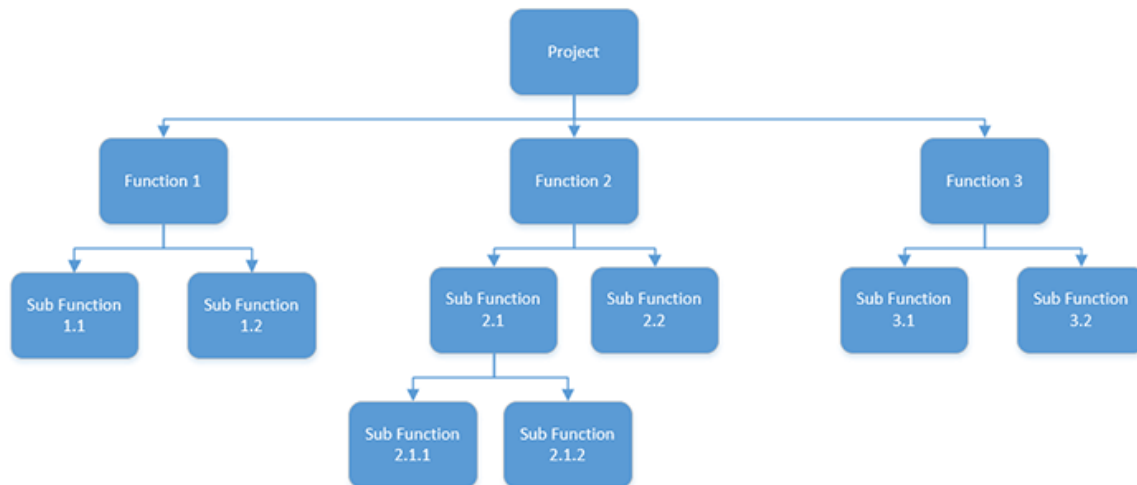 Project
Function 1
Function 2
Function 3
Sub Function
1.1
Sub Function
1.2
Sub Function
2.1
Sub Function
2.2
Sub Function
3.1
Sub Function
3.2
Sub Function
2.1.1
Sub Function
2.1.2